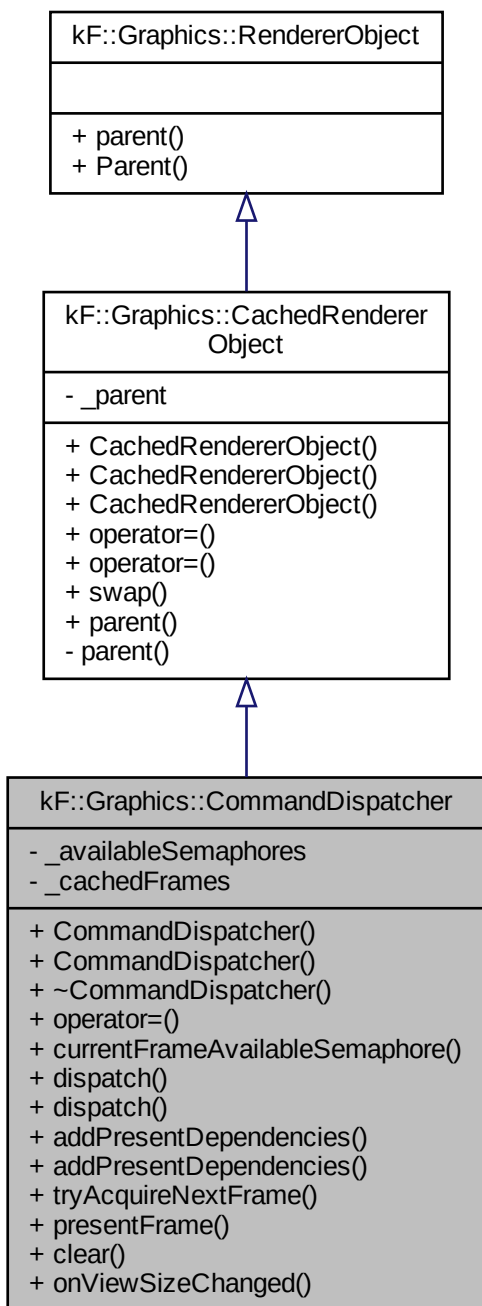 kF::Graphics::RendererObject
+ parent()
+ Parent()
kF::Graphics::CachedRenderer
Object
- _parent
+ CachedRendererObject()
+ CachedRendererObject()
+ CachedRendererObject()
+ operator=()
+ operator=()
+ swap()
+ parent()
- parent()
kF::Graphics::CommandDispatcher
- _availableSemaphores
- _cachedFrames
+ CommandDispatcher()
+ CommandDispatcher()
+ ~CommandDispatcher()
+ operator=()
+ currentFrameAvailableSemaphore()
+ dispatch()
+ dispatch()
+ addPresentDependencies()
+ addPresentDependencies()
+ tryAcquireNextFrame()
+ presentFrame()
+ clear()
+ onViewSizeChanged()